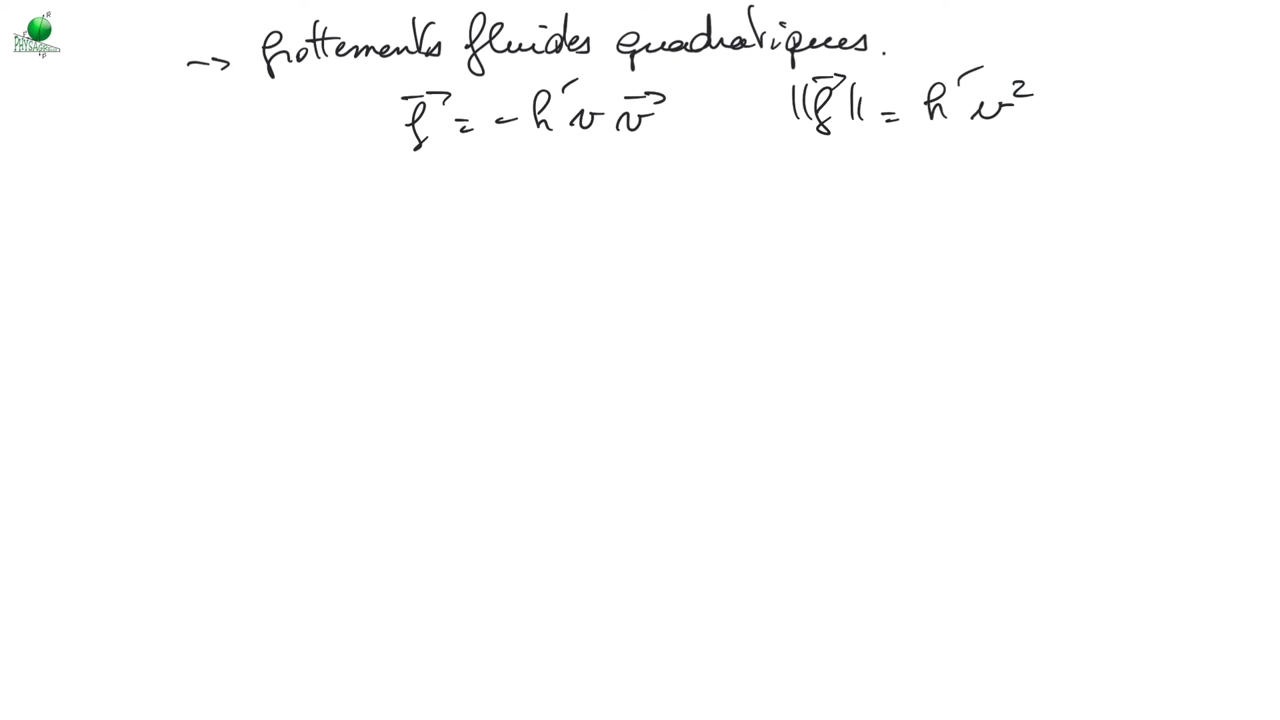 → frottements fluides quadratiques.
f⃗ = - h' v v⃗ ||f⃗|| = h' v²